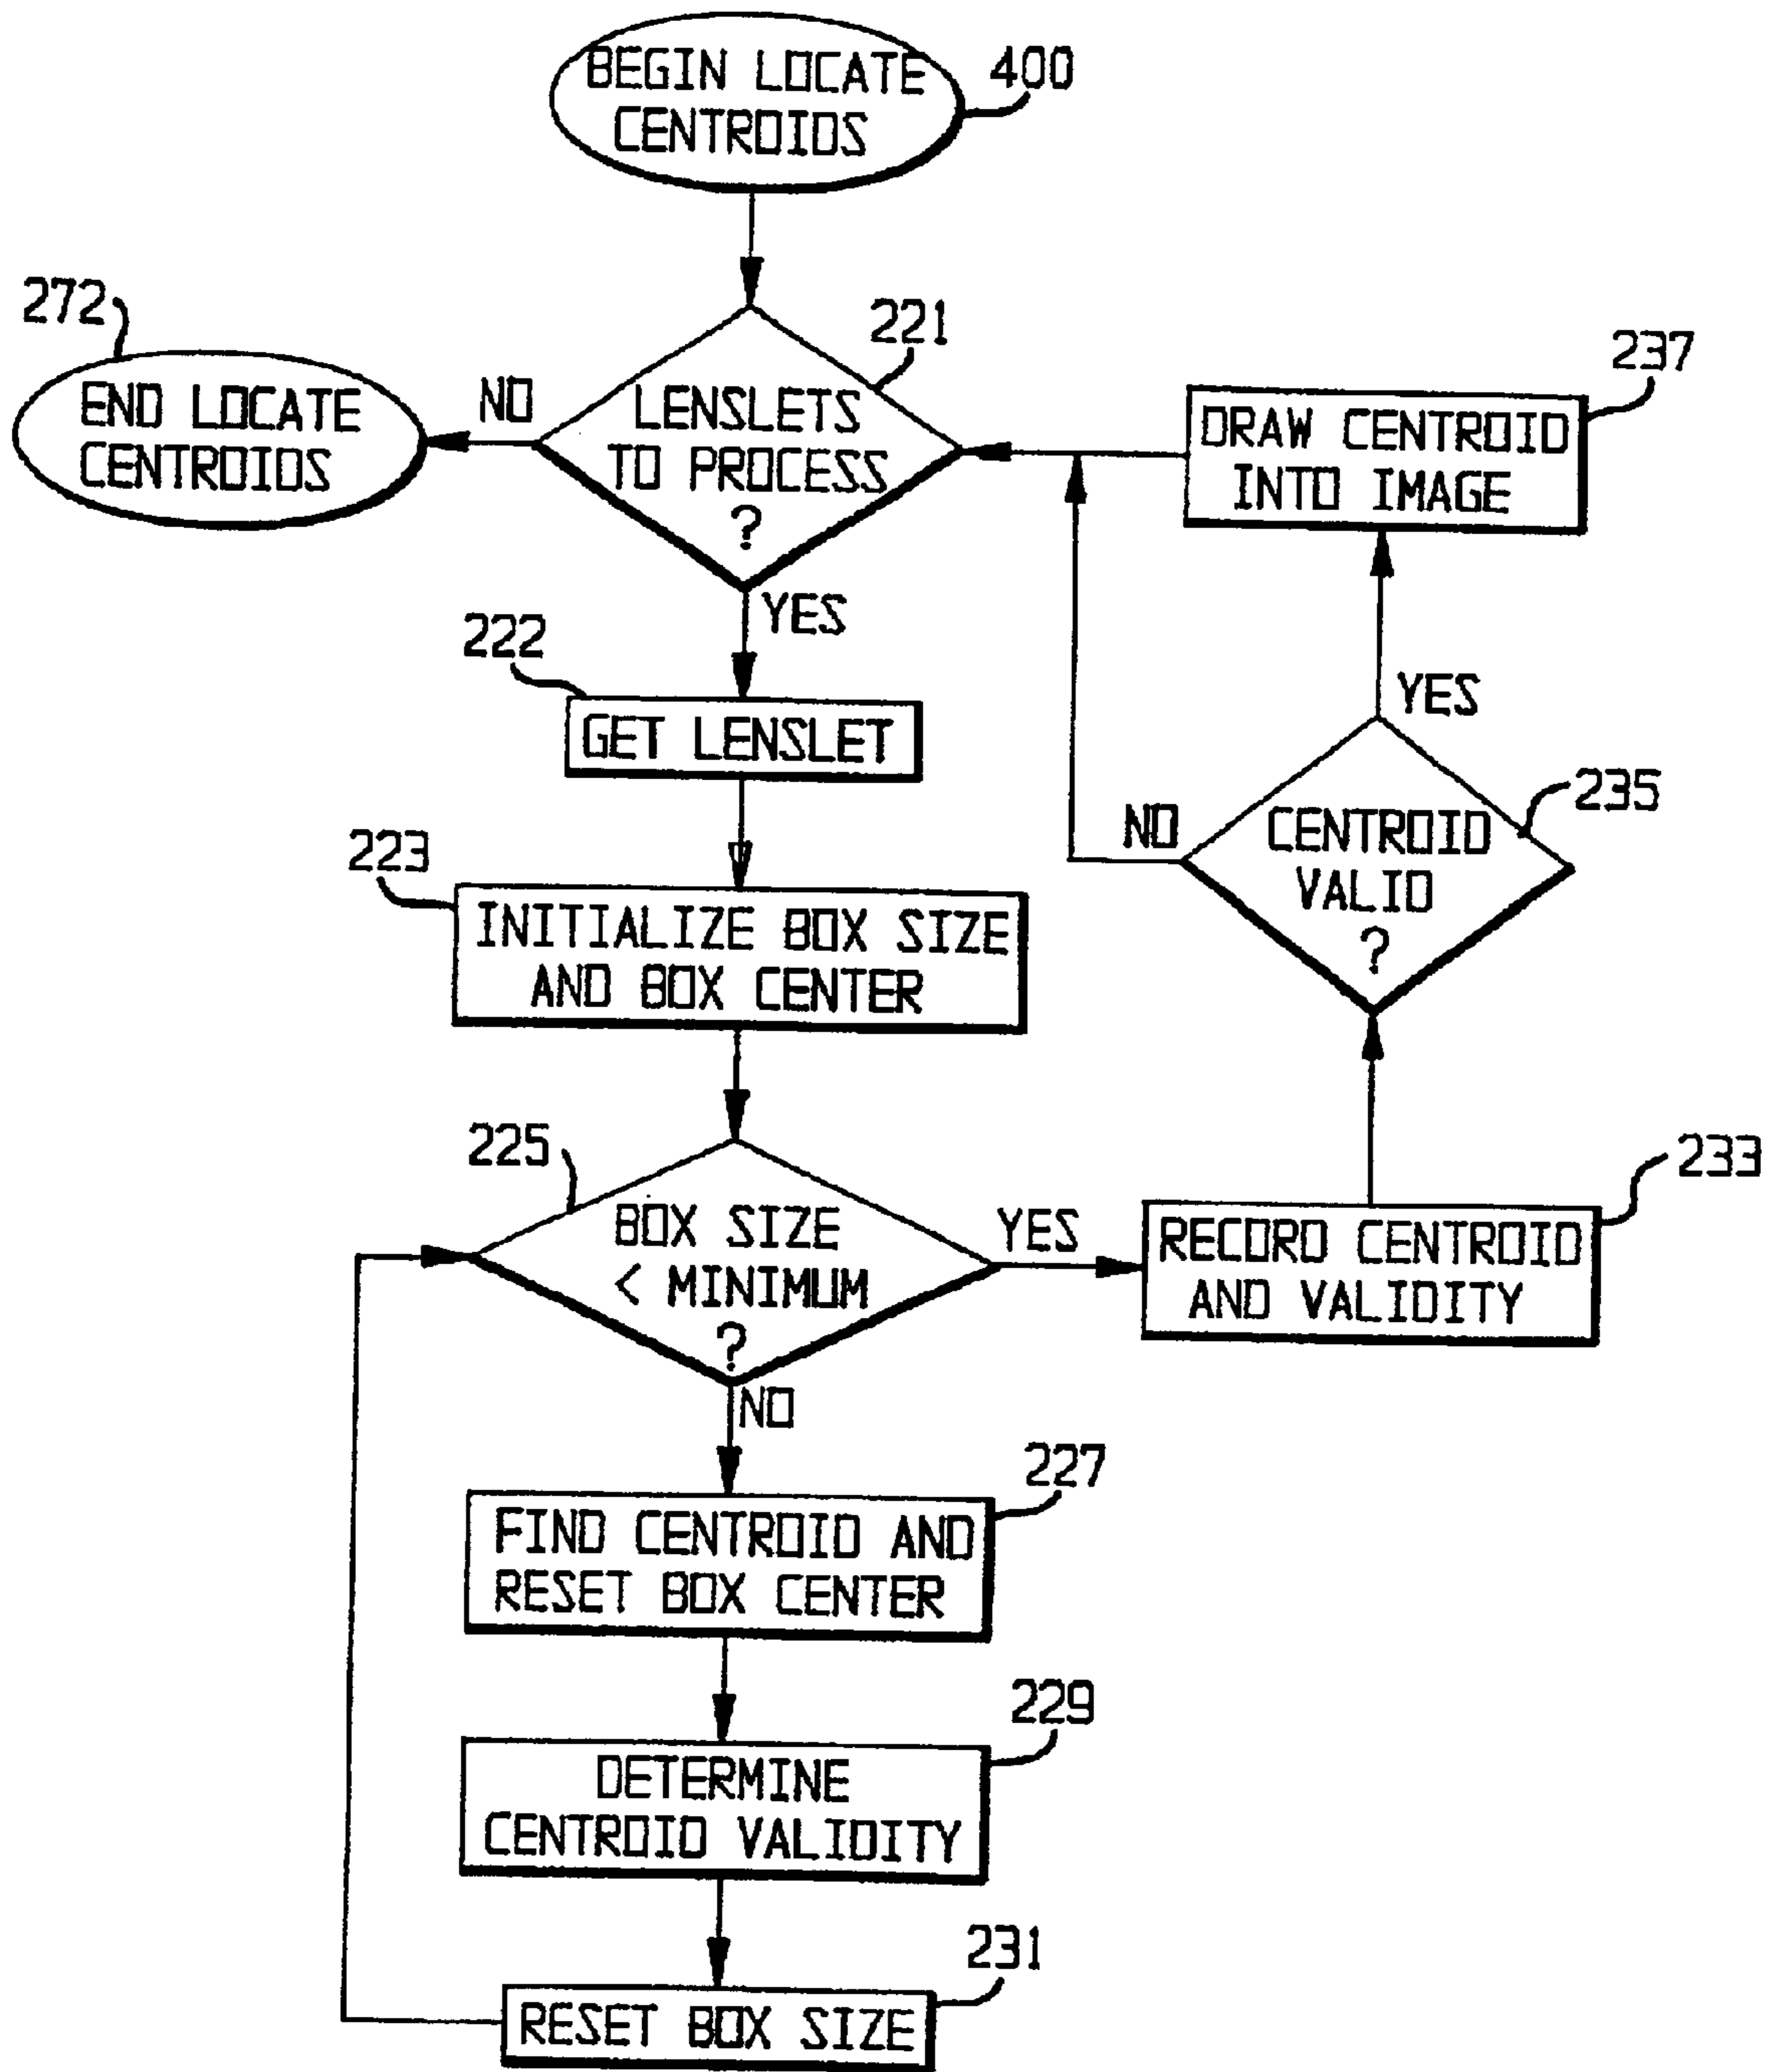 BEGIN LOCATE
CENTROIDS
400
272
END LOCATE
CENTROIDS
NO
221
LENSLETS
TO PROCESS
?
YES
237
DRAW CENTROID
INTO IMAGE
222
GET LENSLET
YES
235
NO
CENTROID
VALID
?
223
INITIALIZE BOX SIZE
AND BOX CENTER
225
BOX SIZE
< MINIMUM
?
YES
NO
233
RECORD CENTROID
AND VALIDITY
227
FIND CENTROID AND
RESET BOX CENTER
229
DETERMINE
CENTROID VALIDITY
231
RESET BOX SIZE